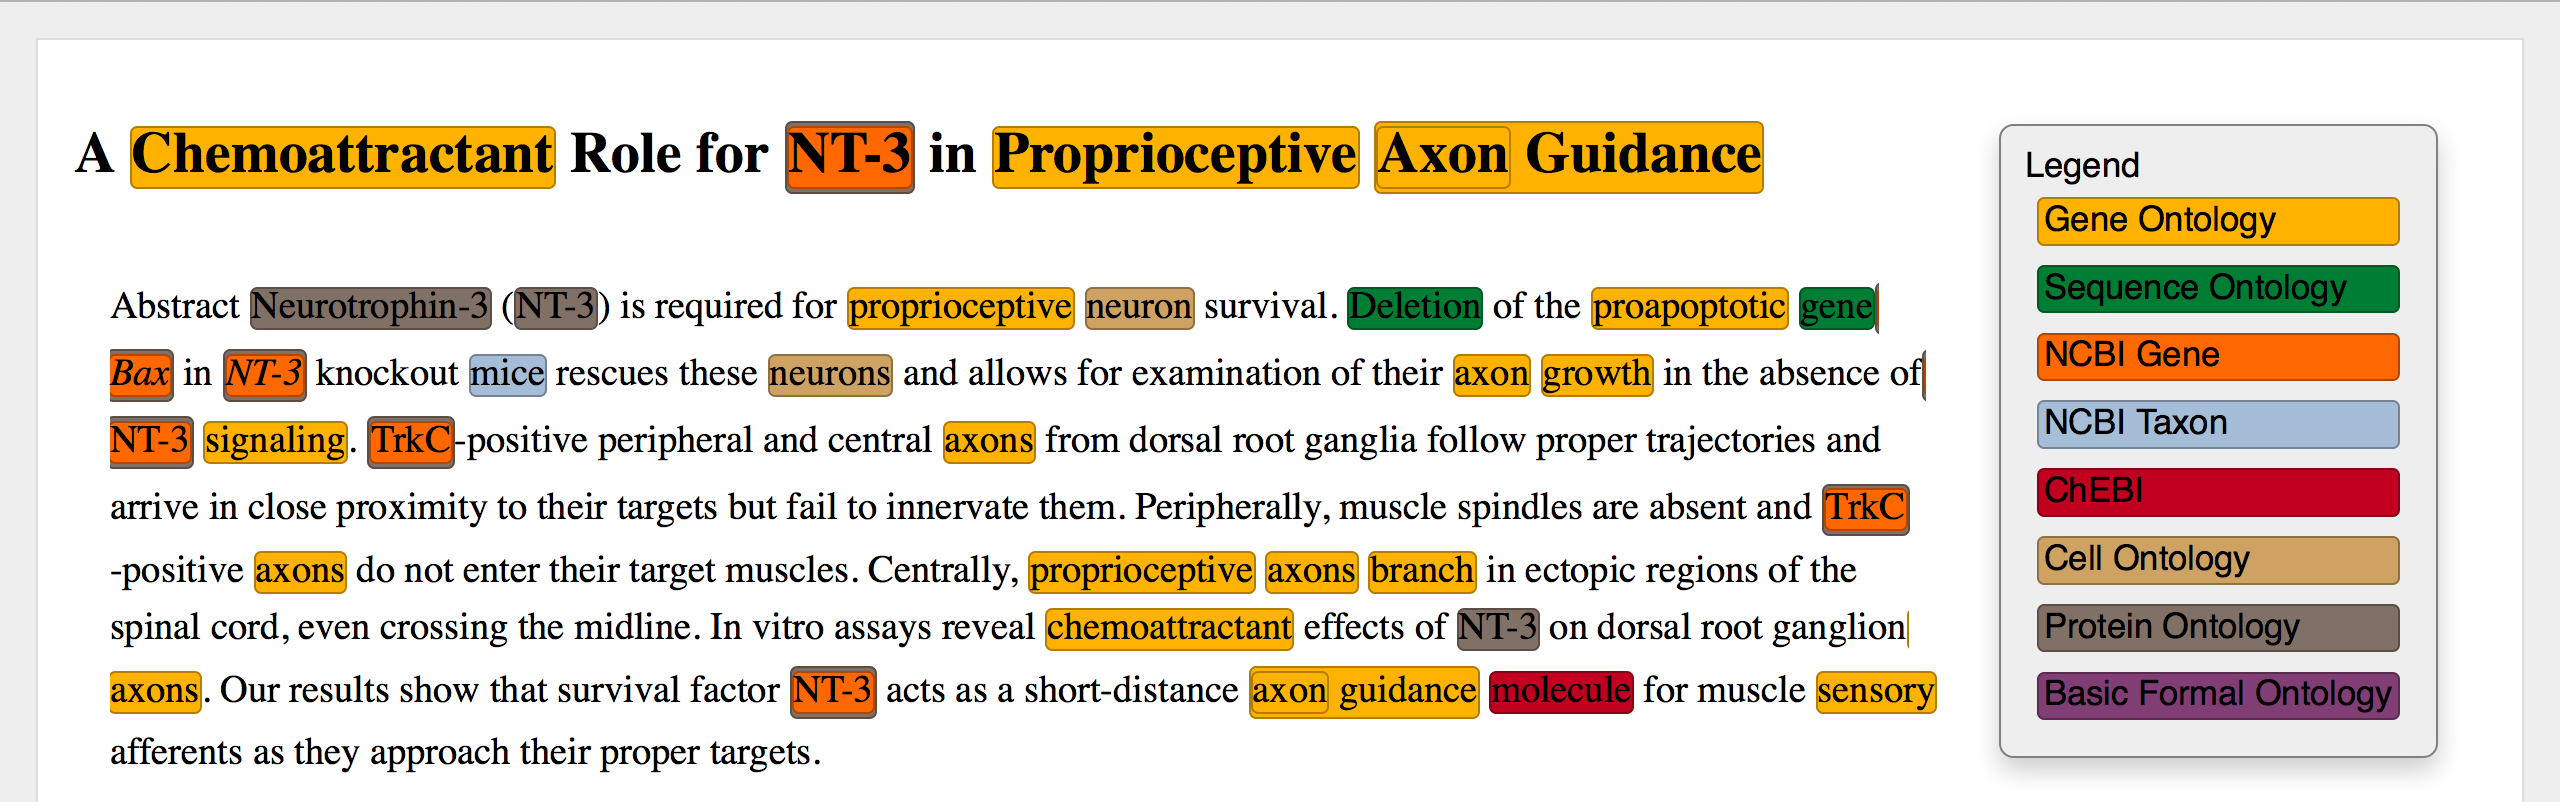 A Chemoattractant Role for NT-3 in Proprioceptive Axon Guidance
Abstract Neurotrophin-3 (NT-3) is required for proprioceptive neuron survival. Deletion of the proapoptotic gene
Bax in NT-3 knockout mice rescues these neurons and allows for examination of their axon growth in the absence of
NT-3 signaling. TrkC-positive peripheral and central axons from dorsal root ganglia follow proper trajectories and
arrive in close proximity to their targets but fail to innervate them. Peripherally, muscle spindles are absent and TrkC
-positive axons do not enter their target muscles. Centrally, proprioceptive axons branch in ectopic regions of the
spinal cord, even crossing the midline. In vitro assays reveal chemoattractant effects of NT-3 on dorsal root ganglion
axons. Our results show that survival factor NT-3 acts as a short-distance axon guidance molecule for muscle sensory
afferents as they approach their proper targets.
Legend
Gene Ontology
Sequence Ontology
NCBI Gene
NCBI Taxon
ChEBI
Cell Ontology
Protein Ontology
Basic Formal Ontology